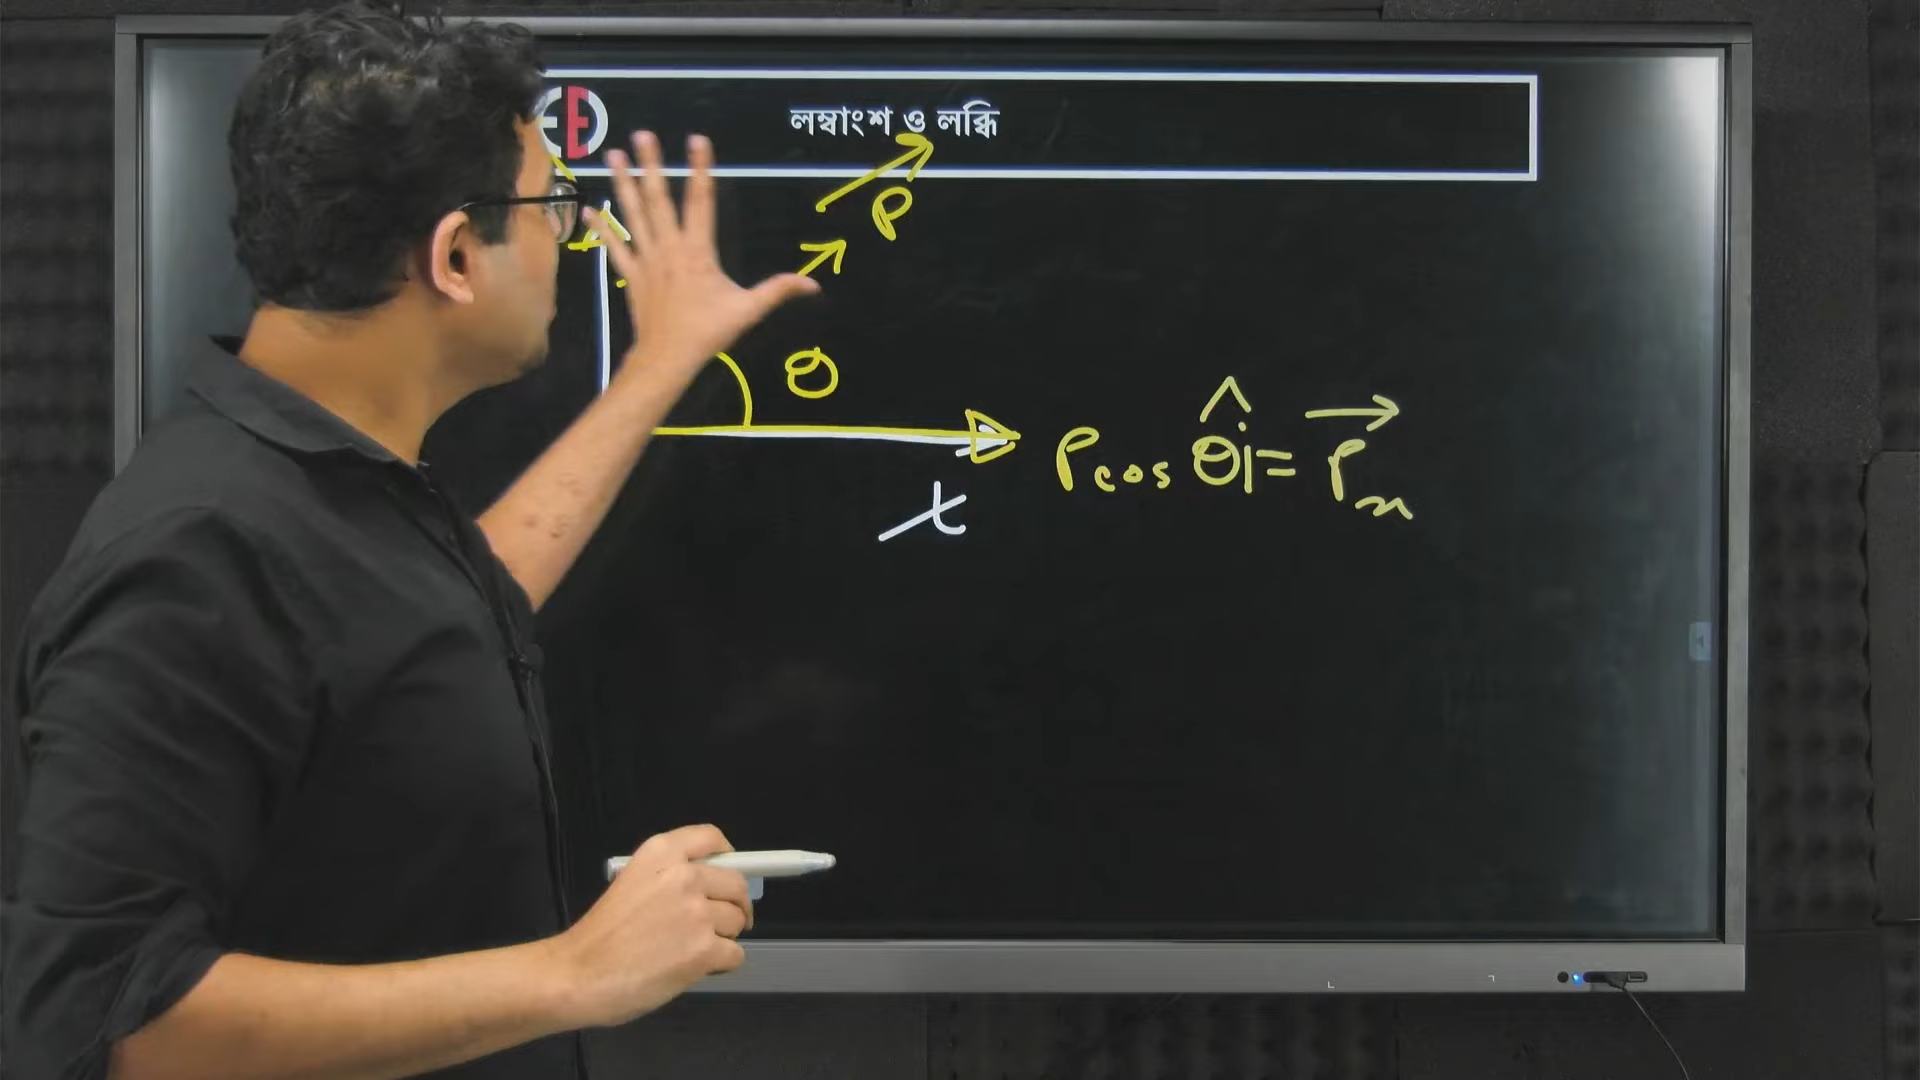 লম্বাংশ ও লব্ধি
P
θ
P cos θ î = P⃗x
x